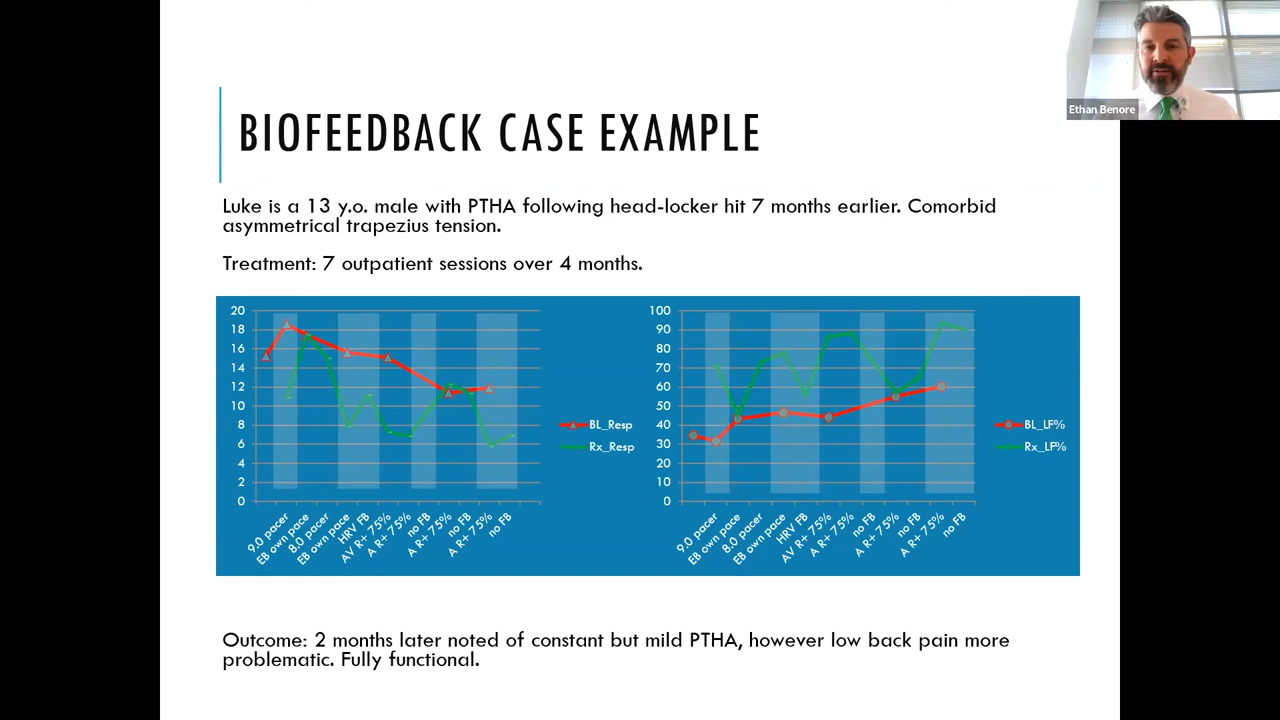 Ethan Benore
BIOFEEDBACK CASE EXAMPLE
Luke is a 13 y.o. male with PTHA following head-locker hit 7 months earlier. Comorbid
asymmetrical trapezius tension.
Treatment: 7 outpatient sessions over 4 months.
20
18
16
14
12
10
8
6
4
2
0
9.0 pacer
EB own pace
8.0 pacer
EB own pace
HRV FB
AV R+ 75%
A R+ 75%
no FB
A R+ 75%
no FB
A R+ 75%
no FB
BL_Resp
Rx_Resp
100
90
80
70
60
50
40
30
20
10
0
9.0 pacer
EB own pace
8.0 pacer
EB own pace
HRV FB
AV R+ 75%
A R+ 75%
no FB
A R+ 75%
no FB
A R+ 75%
no FB
BL_LF%
Rx_LF%
Outcome: 2 months later noted of constant but mild PTHA, however low back pain more
problematic. Fully functional.